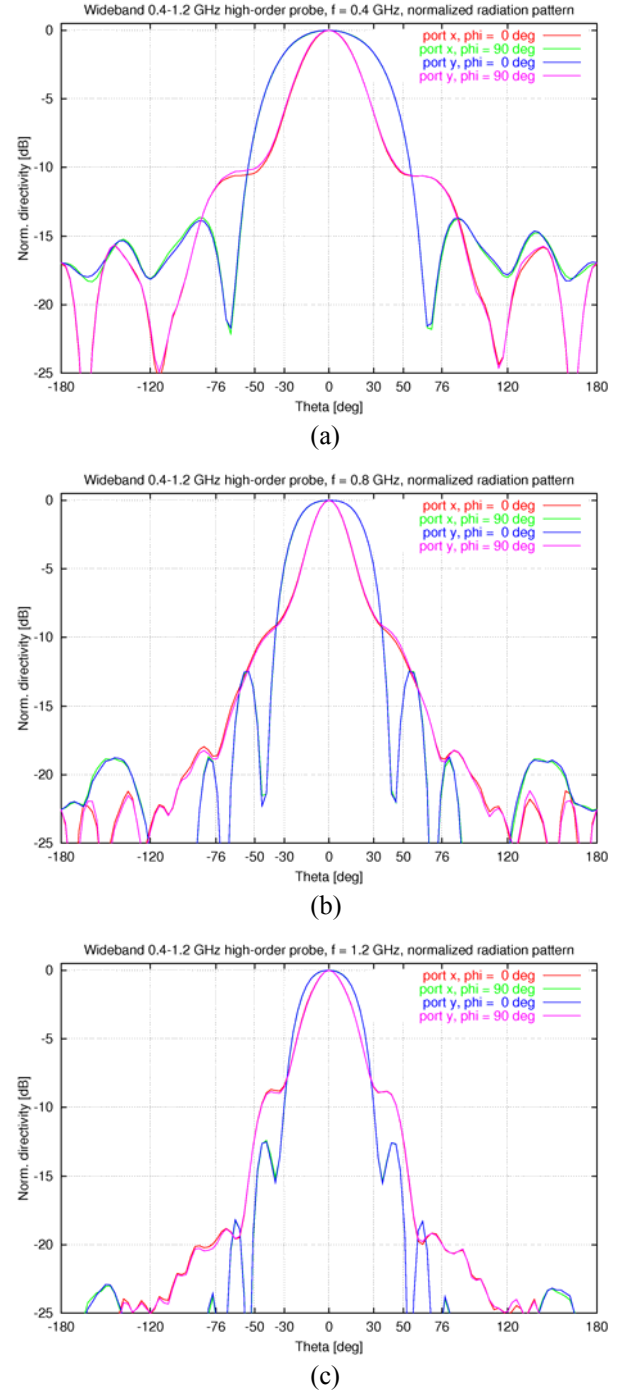 Wideband 0.4-1.2 GHz high-order probe, f = 0.4 GHz, normalized radiation pattern
port x, phi = 0 deg
port x, phi = 90 deg
port y, phi = 0 deg
port y, phi = 90 deg
0
-5
-10
-15
-20
-25
Norm. directivity [dB]
-180 -120 -76 -50 -30 0 30 50 76 120 180
Theta [deg]
(a)
Wideband 0.4-1.2 GHz high-order probe, f = 0.8 GHz, normalized radiation pattern
port x, phi = 0 deg
port x, phi = 90 deg
port y, phi = 0 deg
port y, phi = 90 deg
0
-5
-10
-15
-20
-25
Norm. directivity [dB]
-180 -120 -76 -50 -30 0 30 50 76 120 180
Theta [deg]
(b)
Wideband 0.4-1.2 GHz high-order probe, f = 1.2 GHz, normalized radiation pattern
port x, phi = 0 deg
port x, phi = 90 deg
port y, phi = 0 deg
port y, phi = 90 deg
0
-5
-10
-15
-20
-25
Norm. directivity [dB]
-180 -120 -76 -50 -30 0 30 50 76 120 180
Theta [deg]
(c)